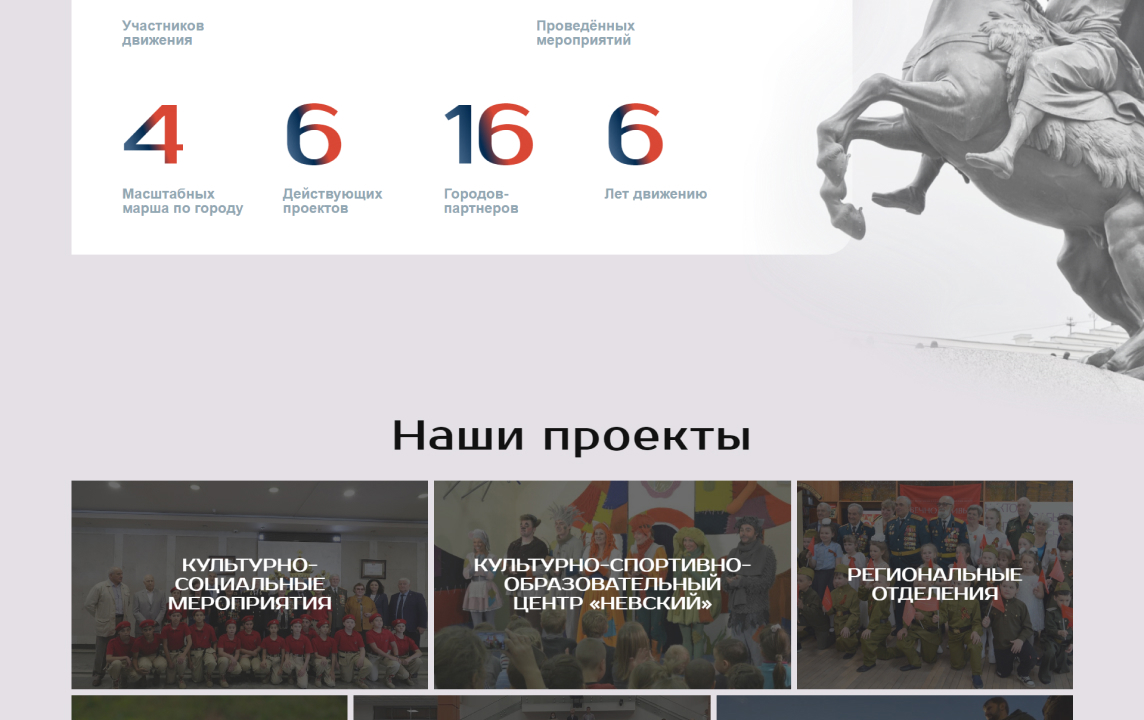 Участников
движения
Проведённых
мероприятий
4
6
16
6
Масштабных
марша по городу
Действующих
проектов
Городов-
партнеров
Лет движению
Наши проекты
КУЛЬТУРНО-
СОЦИАЛЬНЫЕ
МЕРОПРИЯТИЯ
КУЛЬТУРНО-СПОРТИВНО-
ОБРАЗОВАТЕЛЬНЫЙ
ЦЕНТР «НЕВСКИЙ»
РЕГИОНАЛЬНЫЕ
ОТДЕЛЕНИЯ